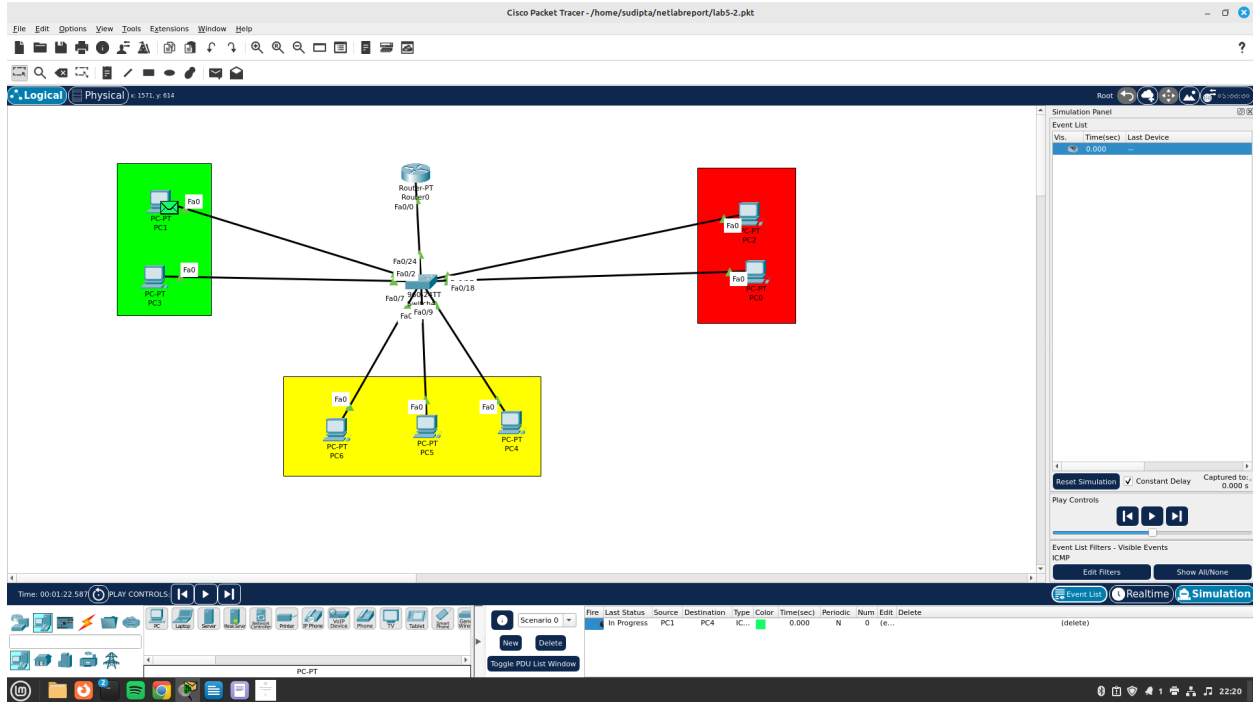 Cisco Packet Tracer - /home/sudipta/netlabreport/lab5-2.pkt
File Edit Options View Tools Extensions Window Help
?
Logical Physical x: 1571, y: 614
Root
Simulation Panel
Event List
Vis. Time(sec) Last Device
0.000 --
Router-PT
Router0
Fa0/0
Fa0
PC-PT
PC1
Fa0
PC-PT
PC3
Fa0
PC-PT
PC2
Fa0
PC-PT
PC0
Fa0/24
Fa0/2
Fa0/18
Fa0/7
Fa0/9
Fa0
PC-PT
PC6
Fa0
PC-PT
PC5
Fa0
PC-PT
PC4
Reset Simulation Constant Delay Captured to:
0.000 s
Play Controls
Event List Filters - Visible Events
ICMP
Edit Filters Show All/None
Time: 00:01:22.587 PLAY CONTROLS:
Event List Realtime Simulation
PC Laptop Server Printer IP Phone VoIP Device Phone TV Tablet
PC-PT
Scenario 0
New Delete
Toggle PDU List Window
Fire Last Status Source Destination Type Color Time(sec) Periodic Num Edit Delete
In Progress PC1 PC4 IC... 0.000 N 0 (e... (delete)
2
1 22:20